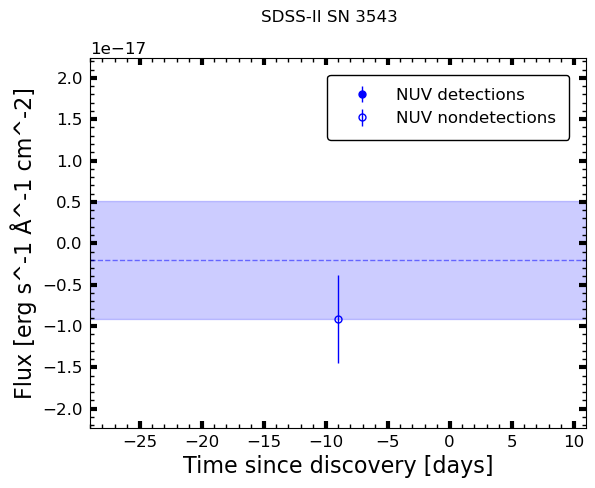 SDSS-II SN 3543
1e−17
NUV detections
NUV nondetections
2.0
1.5
1.0
0.5
0.0
−0.5
−1.0
−1.5
−2.0
Flux [erg s^-1 Å^-1 cm^-2]
−25 −20 −15 −10 −5 0 5 10
Time since discovery [days]